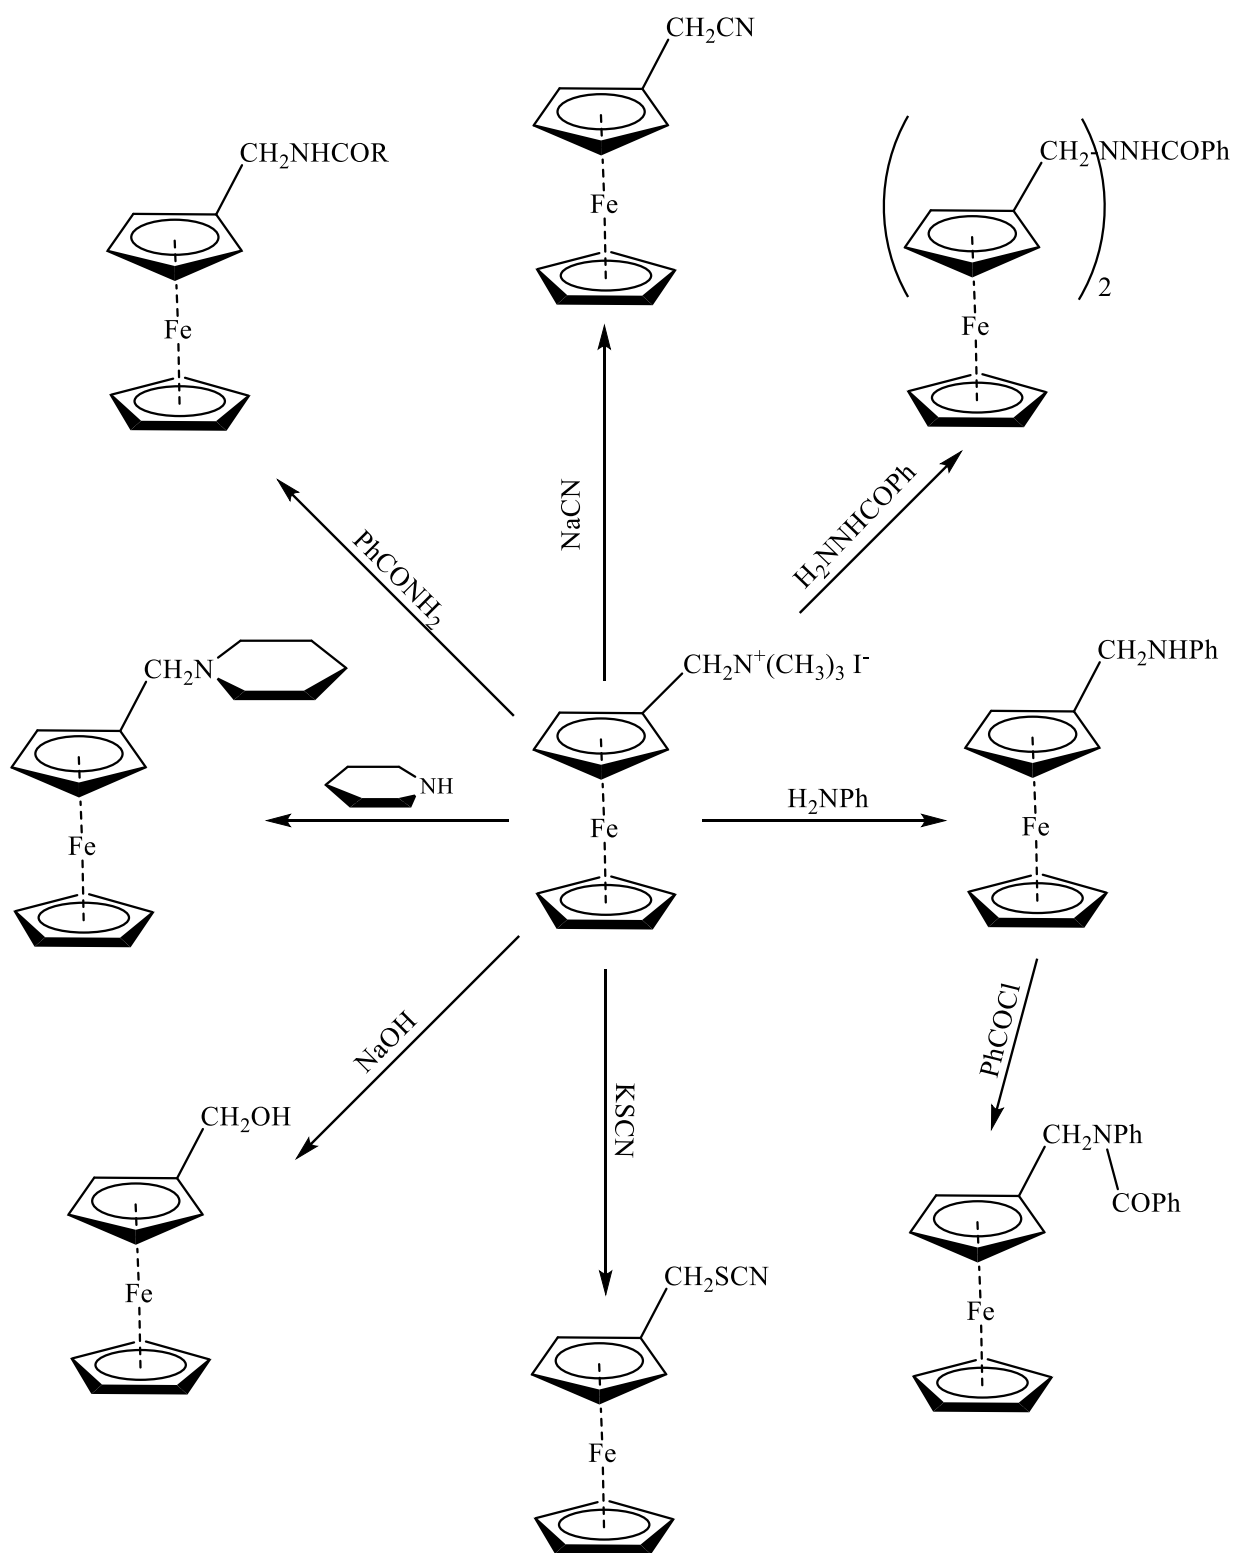 CH₂CN
CH₂NHCOR
CH₂-NNHCOPh
Fe
2
Fe
Fe
NaCN
H₂NNHCOPh
PhCONH₂
CH₂N
CH₂N⁺(CH₃)₃ I⁻
CH₂NHPh
NH
H₂NPh
Fe
Fe
Fe
NaOH
KSCN
PhCOCl
CH₂OH
CH₂NPh
COPh
CH₂SCN
Fe
Fe
Fe